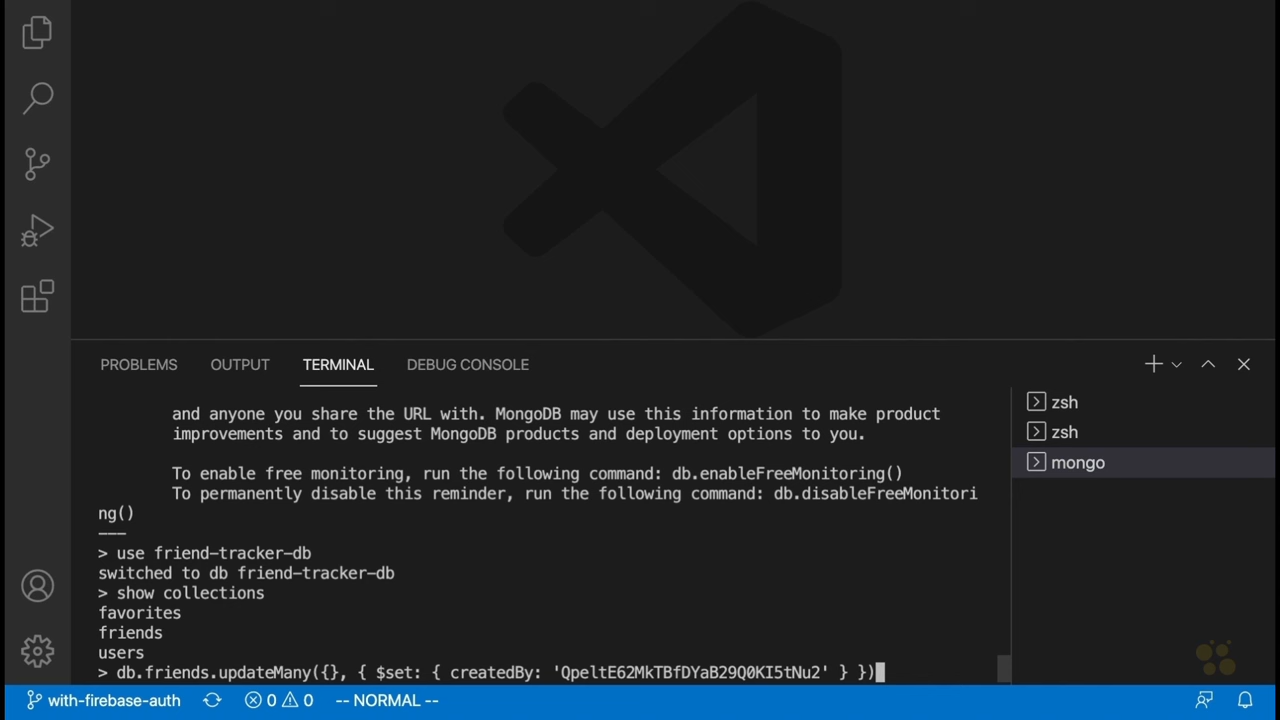 PROBLEMS OUTPUT TERMINAL DEBUG CONSOLE
and anyone you share the URL with. MongoDB may use this information to make product
improvements and to suggest MongoDB products and deployment options to you.
To enable free monitoring, run the following command: db.enableFreeMonitoring()
To permanently disable this reminder, run the following command: db.disableFreeMonitori
ng()
---
> use friend-tracker-db
switched to db friend-tracker-db
> show collections
favorites
friends
users
> db.friends.updateMany({}, { $set: { createdBy: 'QpeltE62MkTBfDYaB29Q0KI5tNu2' } })
zsh
zsh
mongo
with-firebase-auth 0 0 -- NORMAL --